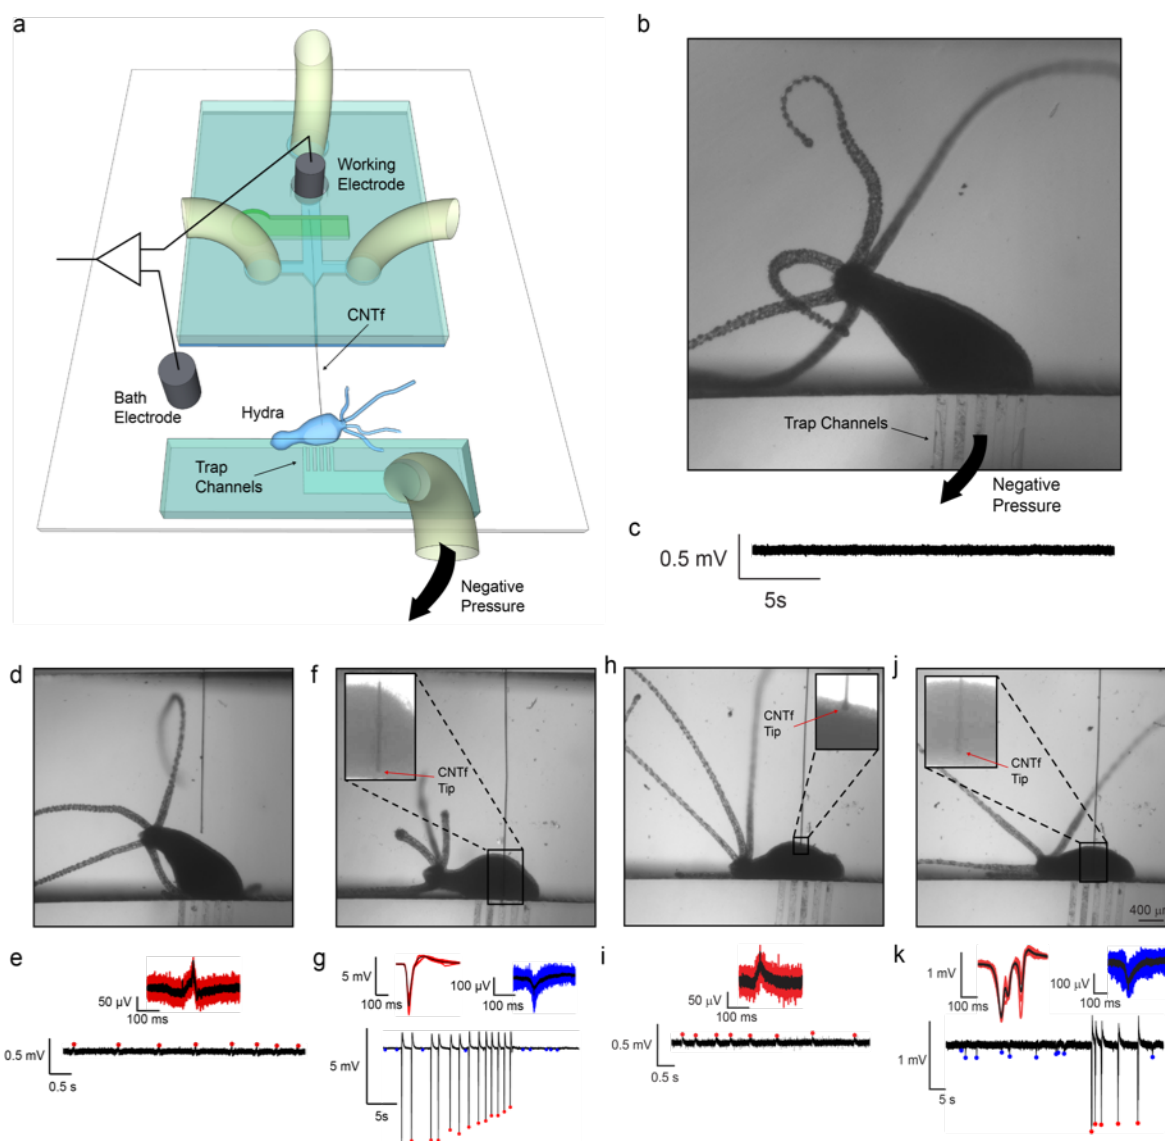 a
Working
Electrode
CNTf
Bath
Electrode
Hydra
Trap
Channels
Negative
Pressure
b
Trap Channels
Negative
Pressure
c
0.5 mV
5s
d
f
CNTf
Tip
h
CNTf
Tip
j
CNTf
Tip
400 μ
e
50 μV
100 ms
0.5 mV
0.5 s
g
5 mV
100 ms
100 μV
100 ms
5 mV
5s
i
50 μV
100 ms
0.5 mV
0.5 s
k
1 mV
100 ms
100 μV
100 ms
1 mV
5s